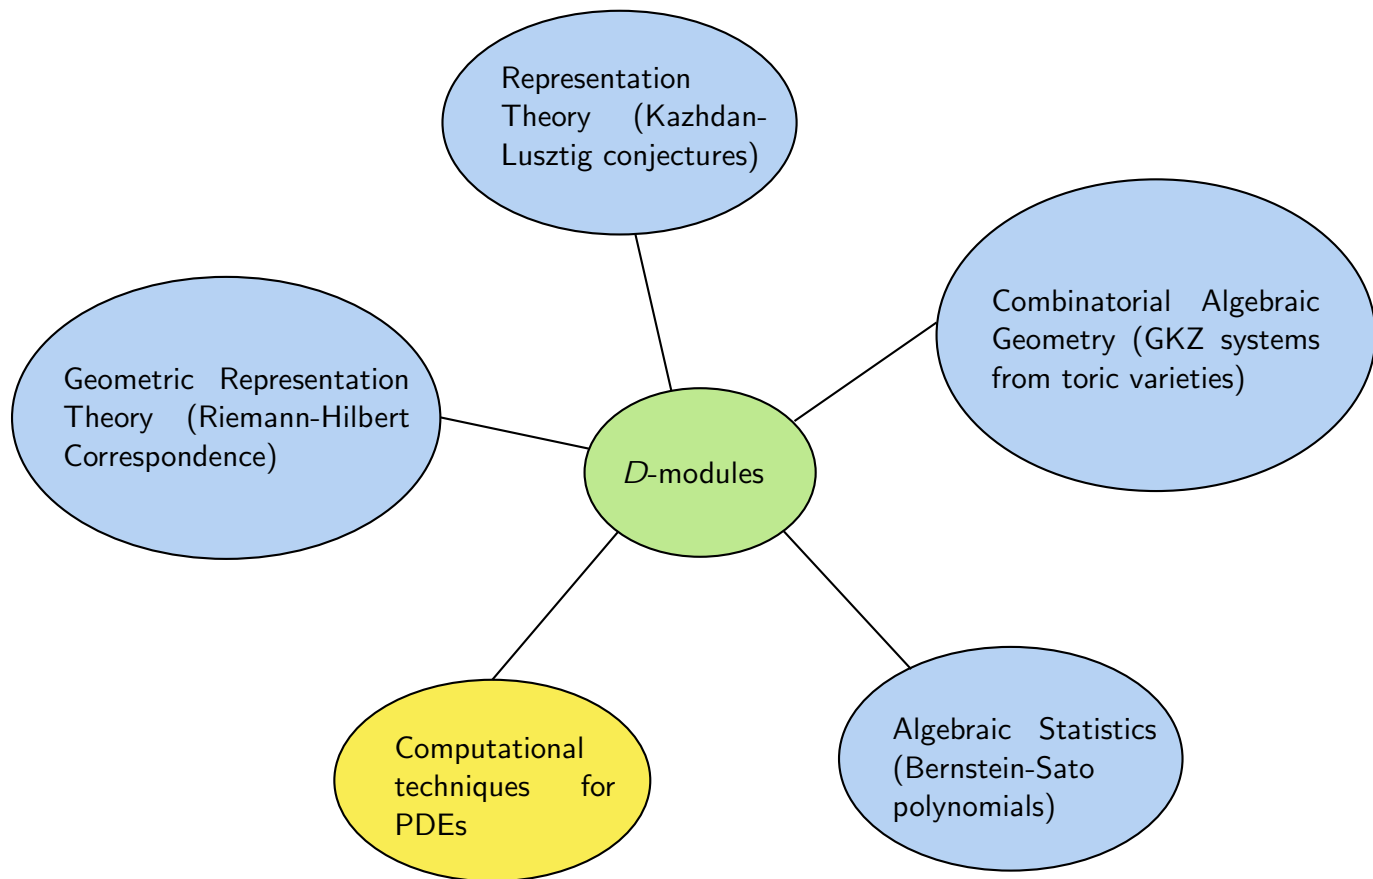 Representation
Theory (Kazhdan-
Lusztig conjectures)
Combinatorial Algebraic
Geometry (GKZ systems
from toric varieties)
Geometric Representation
Theory (Riemann-Hilbert
Correspondence)
D-modules
Computational
techniques for
PDEs
Algebraic Statistics
(Bernstein-Sato
polynomials)